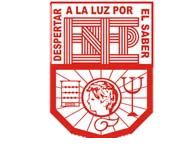 DESPERTAR
A LA LUZ POR
EL SABER
ENP